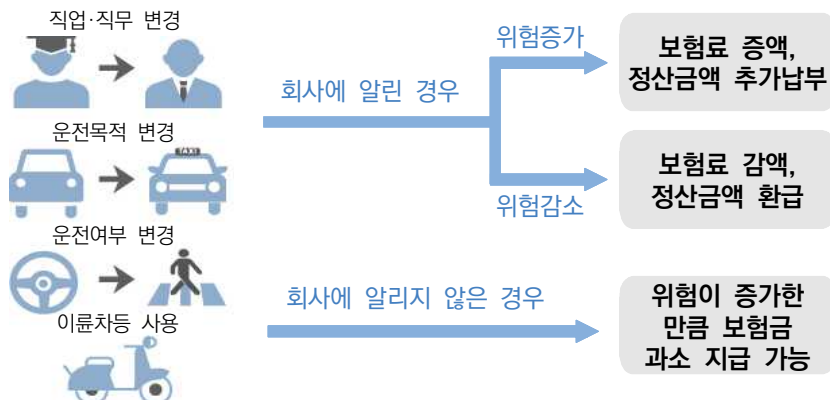 직업·직무 변경
운전목적 변경
TAXI
운전여부 변경
이륜차등 사용
회사에 알린 경우
위험증가
보험료 증액,
정산금액 추가납부
위험감소
보험료 감액,
정산금액 환급
회사에 알리지 않은 경우
위험이 증가한
만큼 보험금
과소 지급 가능